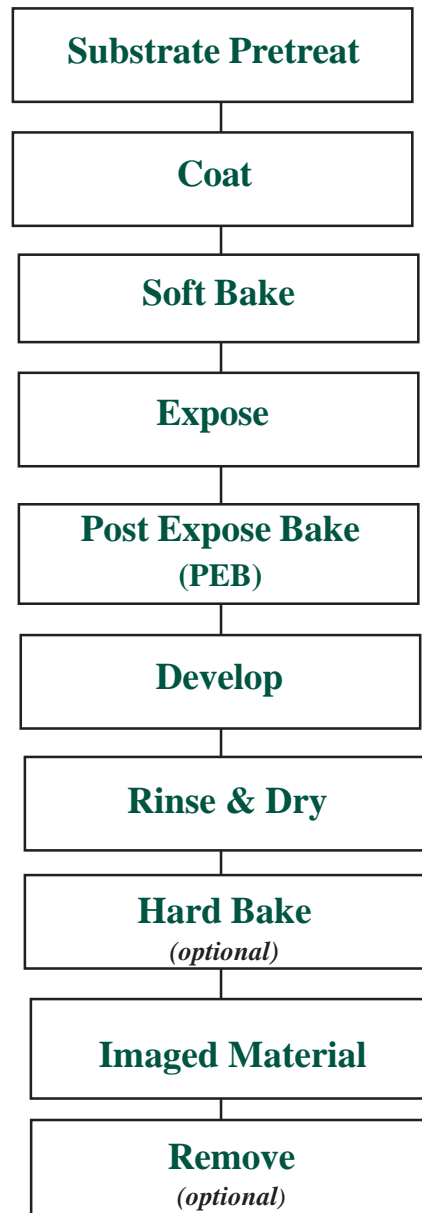 Substrate Pretreat
Coat
Soft Bake
Expose
Post Expose Bake
(PEB)
Develop
Rinse & Dry
Hard Bake
(optional)
Imaged Material
Remove
(optional)